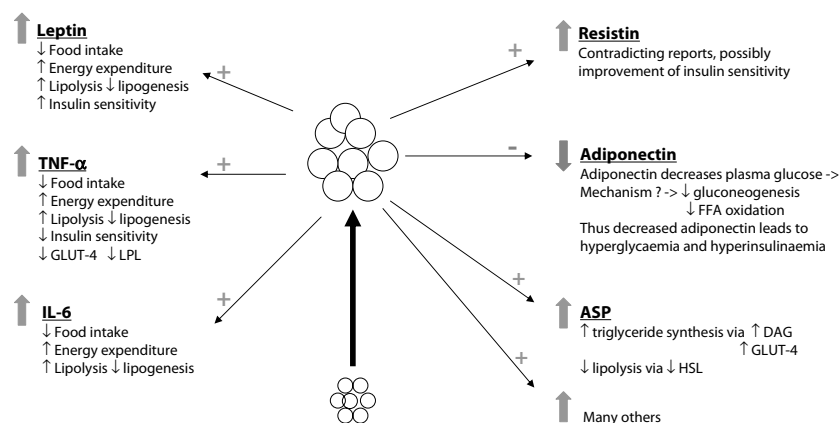 Leptin
↓ Food intake
↑ Energy expenditure
↑ Lipolysis ↓ lipogenesis
↑ Insulin sensitivity
+
TNF-α
↓ Food intake
↑ Energy expenditure
↑ Lipolysis ↓ lipogenesis
↓ Insulin sensitivity
↓ GLUT-4 ↓ LPL
+
IL-6
↓ Food intake
↑ Energy expenditure
↑ Lipolysis ↓ lipogenesis
+
Resistin
Contradicting reports, possibly
improvement of insulin sensitivity
+
Adiponectin
Adiponectin decreases plasma glucose ->
Mechanism ? -> ↓ gluconeogenesis
↓ FFA oxidation
Thus decreased adiponectin leads to
hyperglycaemia and hyperinsulinaemia
-
ASP
↑ triglyceride synthesis via ↑ DAG
↑ GLUT-4
↓ lipolysis via ↓ HSL
+
Many others
+